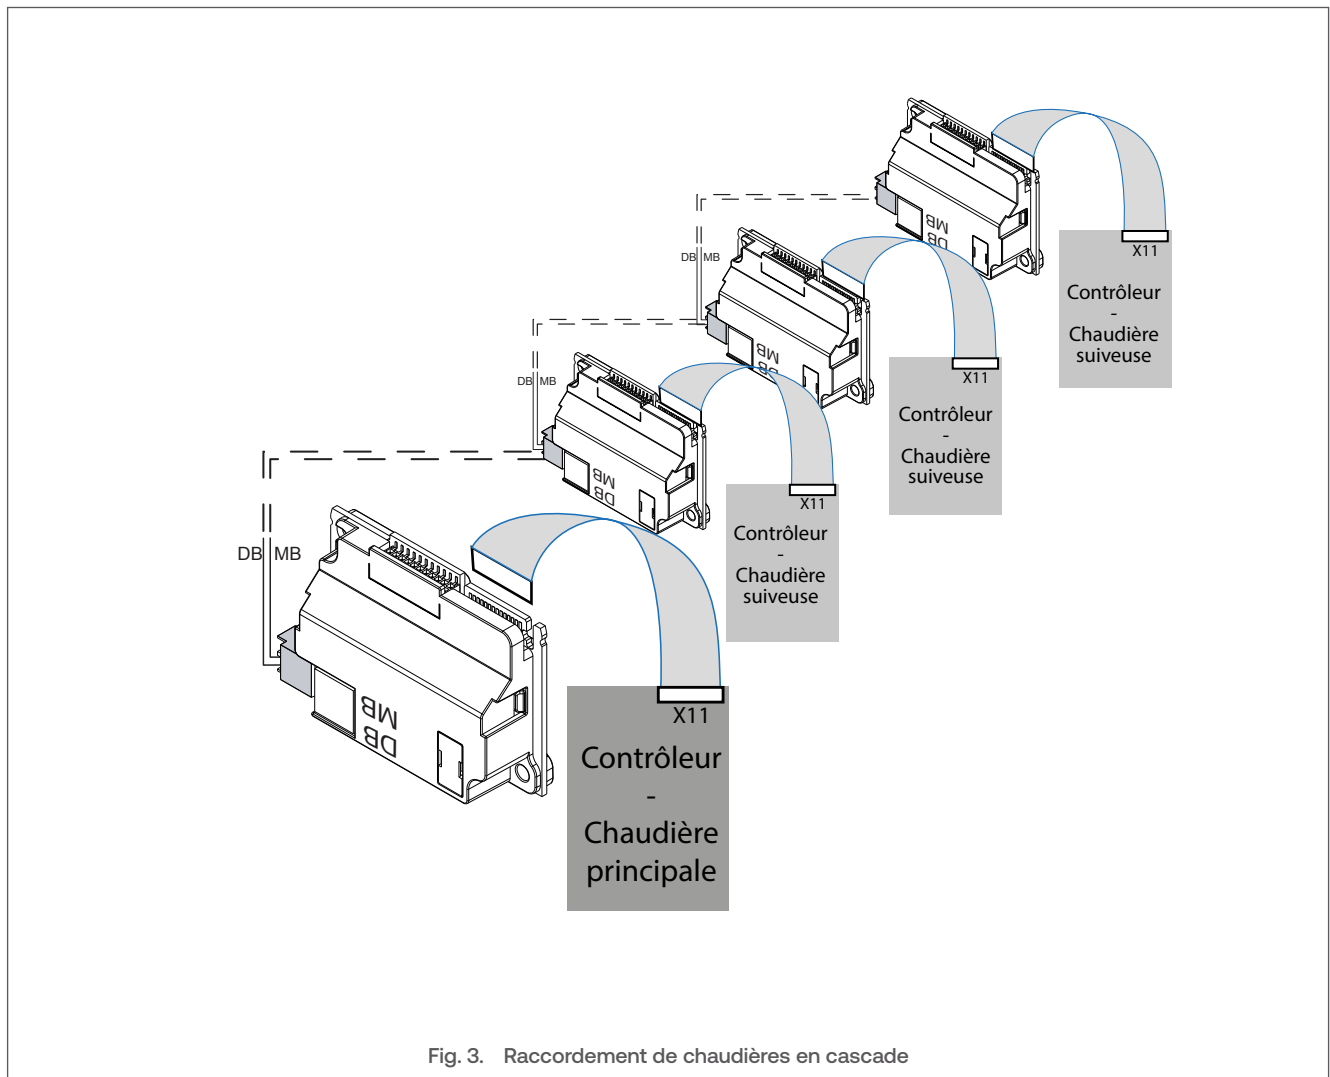 DB
MB
X11
Contrôleur
-
Chaudière
suiveuse
DB MB
DB
MB
X11
Contrôleur
-
Chaudière
suiveuse
DB MB
DB
MB
X11
Contrôleur
-
Chaudière
suiveuse
DB MB
DB
MB
X11
Contrôleur
-
Chaudière
principale
Fig. 3. Raccordement de chaudières en cascade